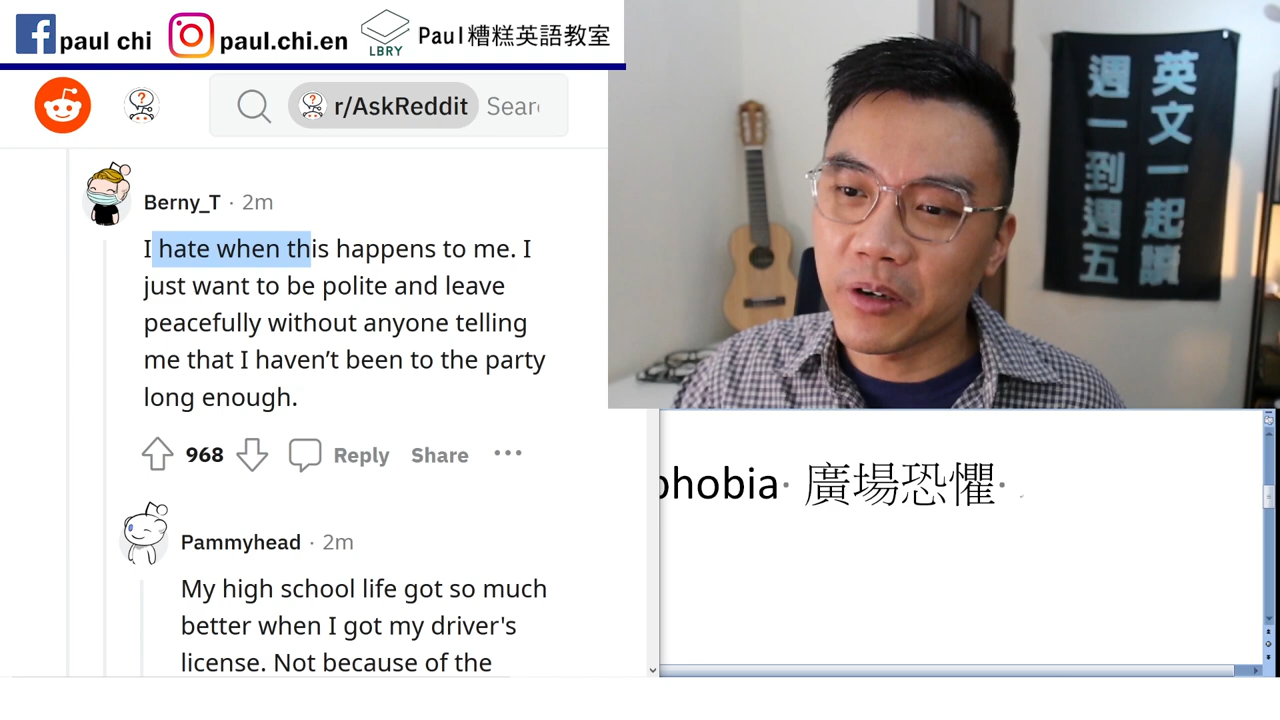 paul chi
paul.chi.en
LBRY
Paul糟糕英語教室
r/AskReddit
Berny_T · 2m
I hate when this happens to me. I
just want to be polite and leave
peacefully without anyone telling
me that I haven’t been to the party
long enough.
968
Reply
Share
Pammyhead · 2m
My high school life got so much
better when I got my driver's
license. Not because of the
phobia 廣場恐懼
英文一起讀
週一到週五